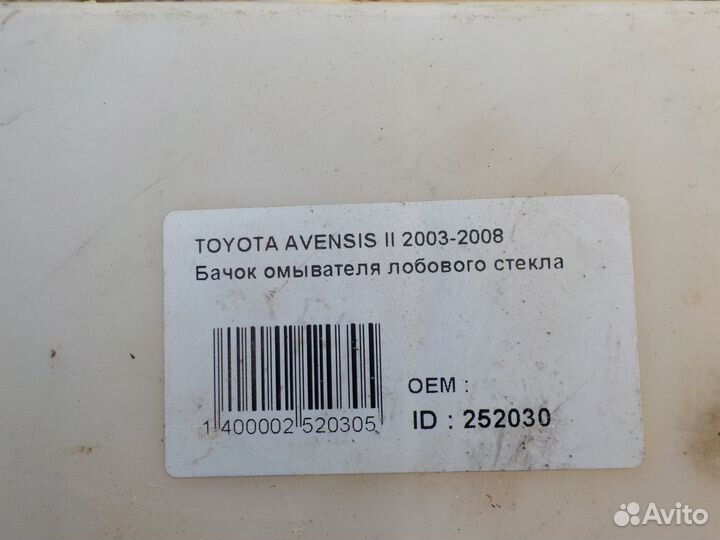 TOYOTA AVENSIS II 2003-2008
Бачок омывателя лобового стекла
OEM :
1 400002 520305
ID : 252030
Avito